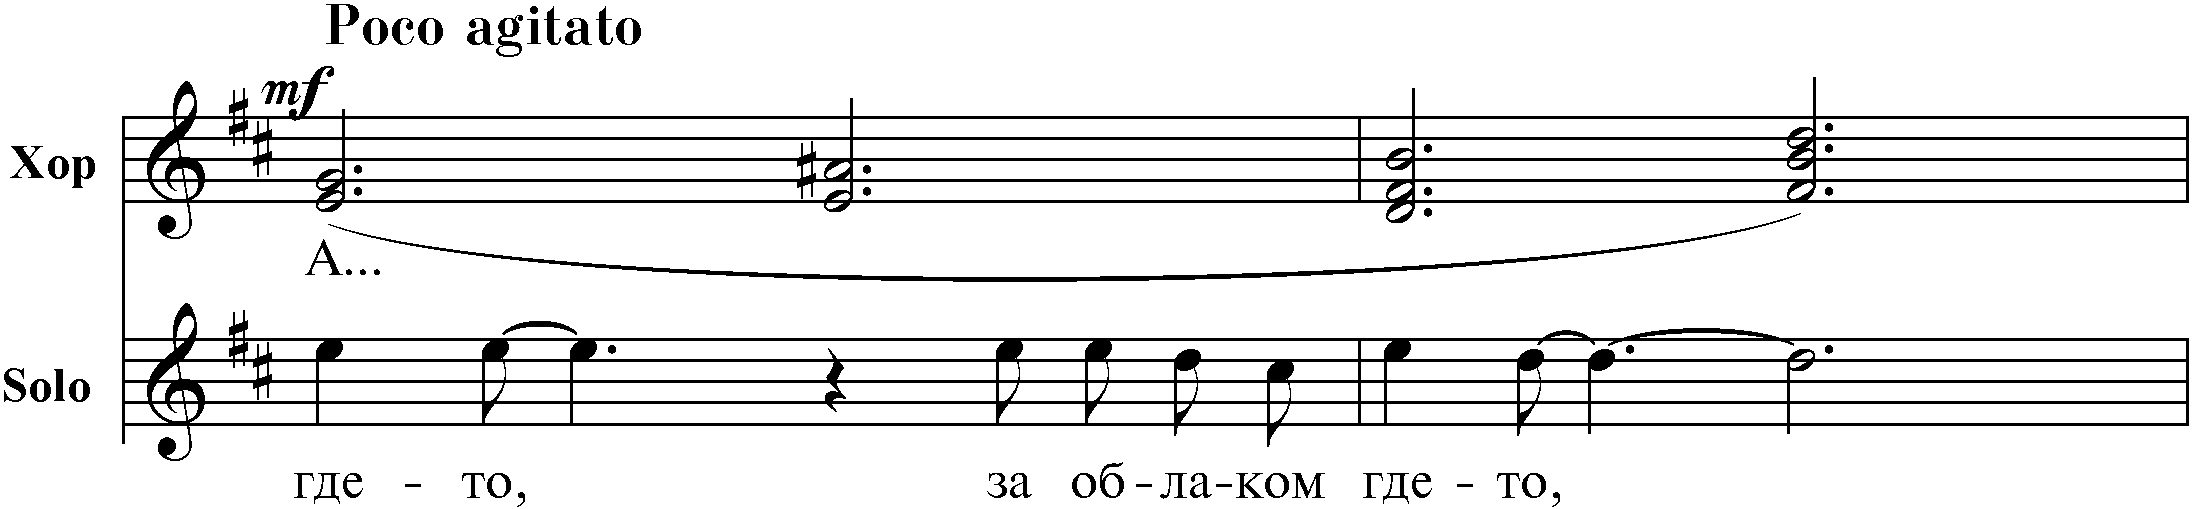 Poco agitato
mf
Хор
А...
Solo
где - то, за об-ла-ком где - то,